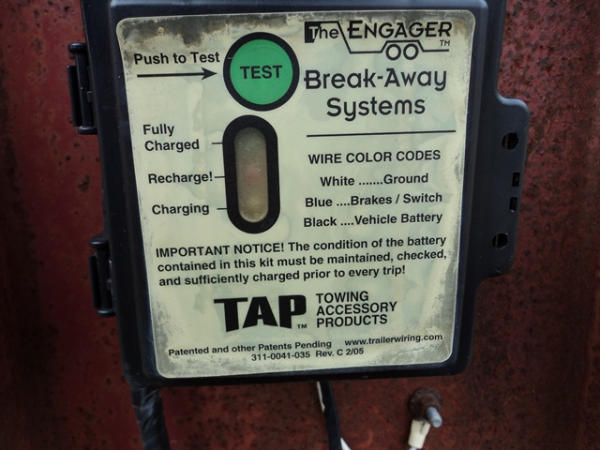 The ENGAGER TM
Push to Test
TEST
Break-Away
Systems
Fully
Charged
Recharge!
Charging
WIRE COLOR CODES
White .......Ground
Blue ....Brakes / Switch
Black ....Vehicle Battery
IMPORTANT NOTICE! The condition of the battery
contained in this kit must be maintained, checked,
and sufficiently charged prior to every trip!
TAP TM
TOWING
ACCESSORY
PRODUCTS
Patented and other Patents Pending www.trailerwiring.com
311-0041-035 Rev. C 2/05